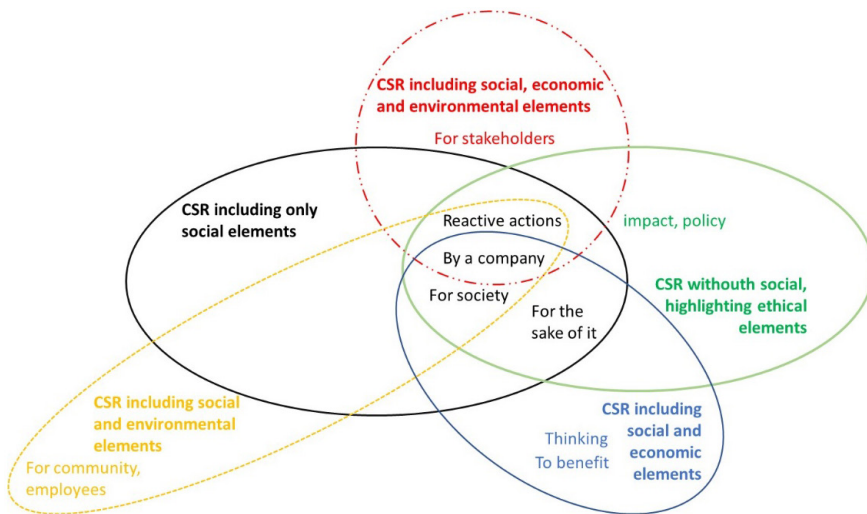 CSR including social, economic
and environmental elements
For stakeholders
CSR including only
social elements
Reactive actions
impact, policy
By a company
For society
For the
sake of it
CSR withouth social,
highlighting ethical
elements
CSR including social
and environmental
elements
For community,
employees
Thinking
To benefit
CSR including
social and
economic
elements